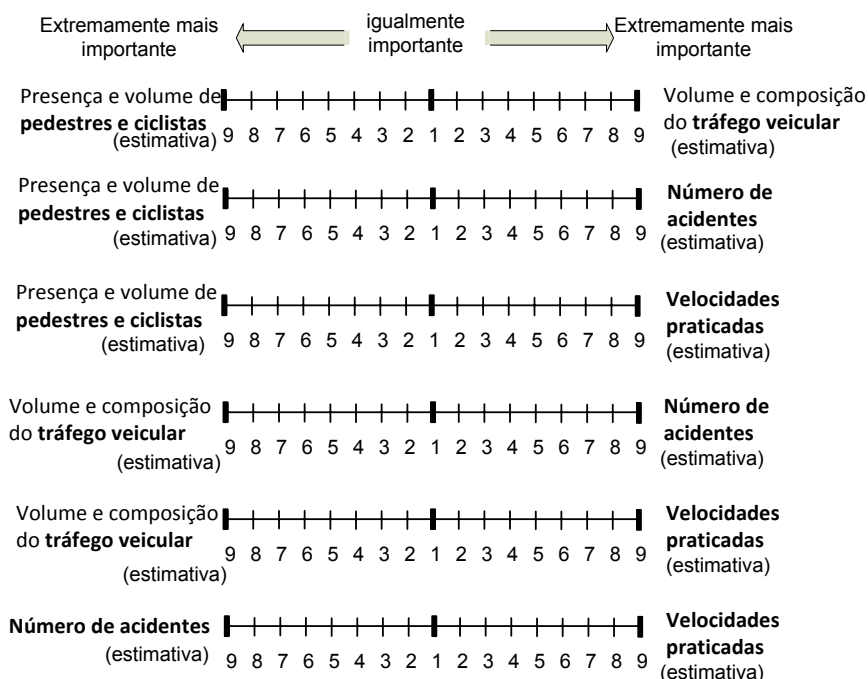 Extremamente mais
importante
igualmente
importante
Extremamente mais
importante
Presença e volume de
pedestres e ciclistas
(estimativa)
9 8 7 6 5 4 3 2 1 2 3 4 5 6 7 8 9
Volume e composição
do tráfego veicular
(estimativa)
Presença e volume de
pedestres e ciclistas
(estimativa)
9 8 7 6 5 4 3 2 1 2 3 4 5 6 7 8 9
Número de
acidentes
(estimativa)
Presença e volume de
pedestres e ciclistas
(estimativa)
9 8 7 6 5 4 3 2 1 2 3 4 5 6 7 8 9
Velocidades
praticadas
(estimativa)
Volume e composição
do tráfego veicular
(estimativa)
9 8 7 6 5 4 3 2 1 2 3 4 5 6 7 8 9
Número de
acidentes
(estimativa)
Volume e composição
do tráfego veicular
(estimativa)
9 8 7 6 5 4 3 2 1 2 3 4 5 6 7 8 9
Velocidades
praticadas
(estimativa)
Número de acidentes
(estimativa)
9 8 7 6 5 4 3 2 1 2 3 4 5 6 7 8 9
Velocidades
praticadas
(estimativa)